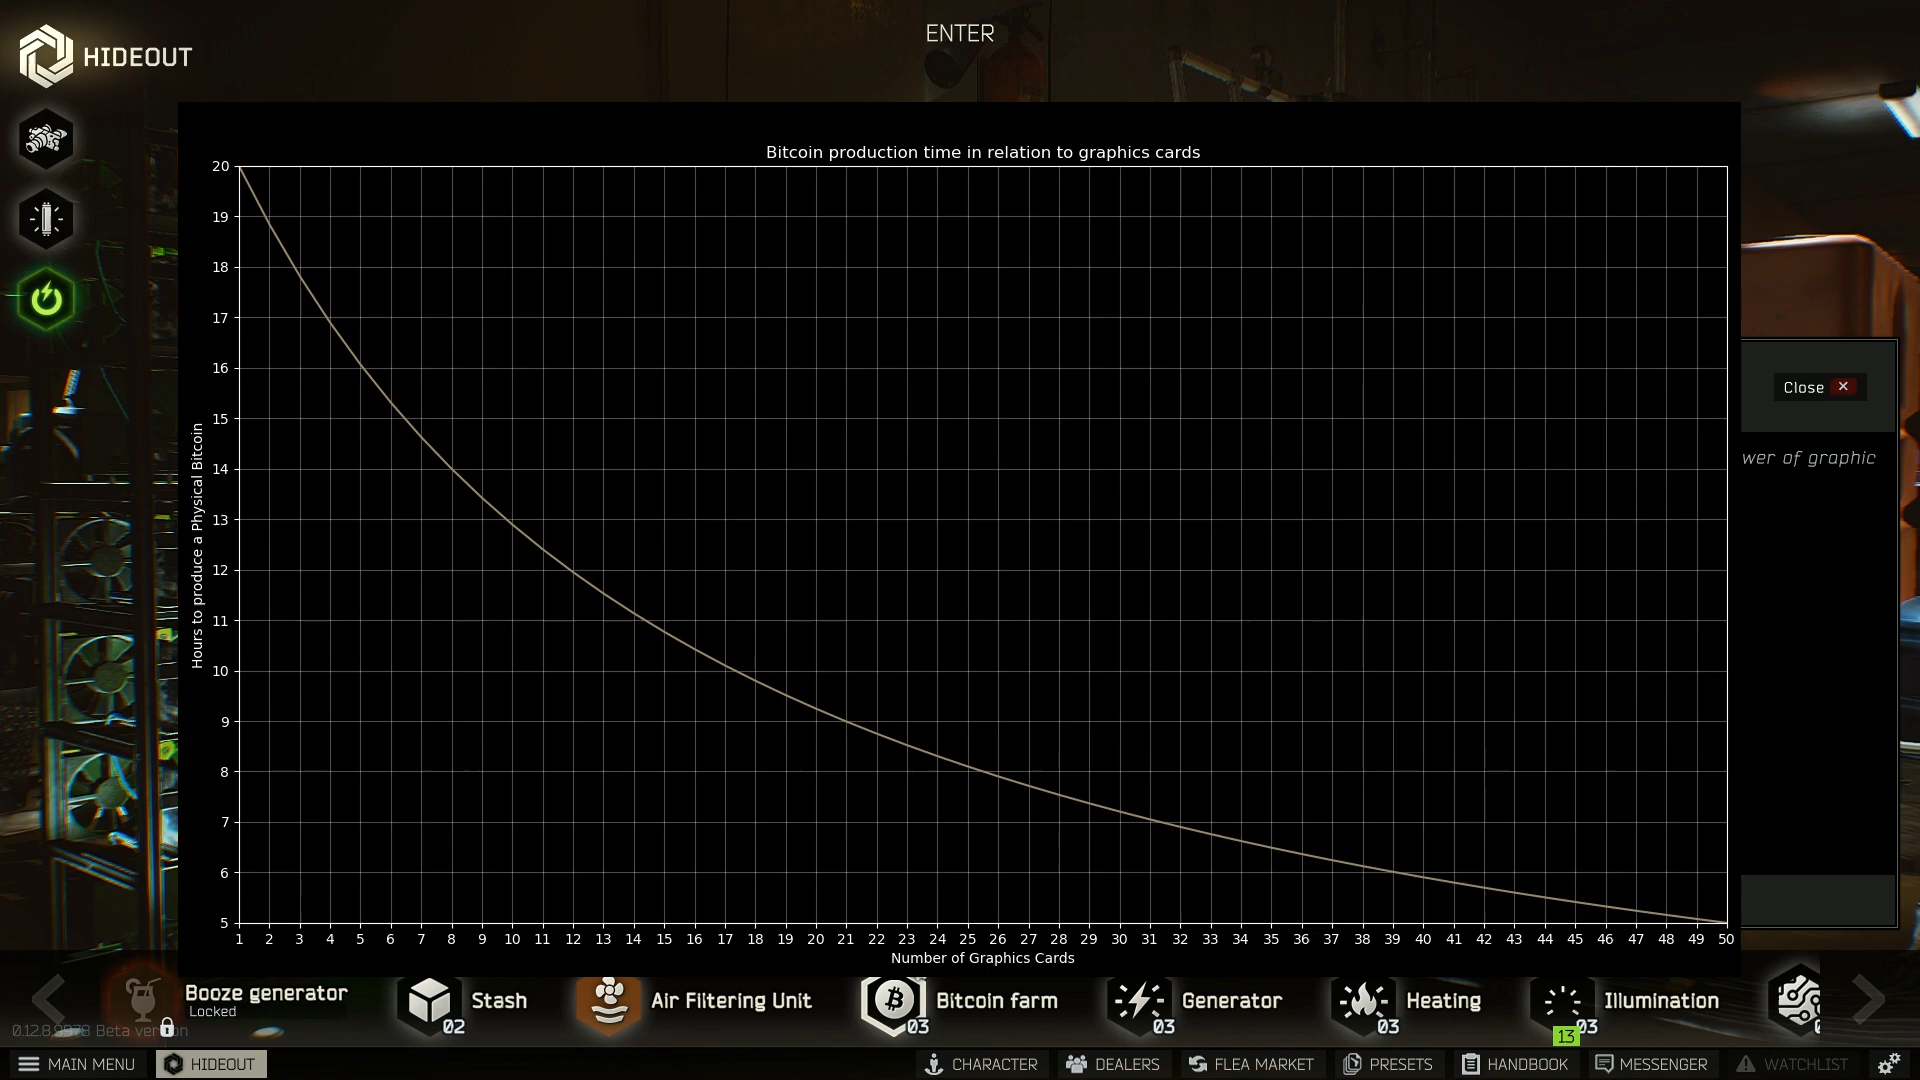 ENTER
HIDEOUT
Bitcoin production time in relation to graphics cards
20
19
18
17
16
15
14
13
12
11
10
9
8
7
6
5
Hours to produce a Physical Bitcoin
1 2 3 4 5 6 7 8 9 10 11 12 13 14 15 16 17 18 19 20 21 22 23 24 25 26 27 28 29 30 31 32 33 34 35 36 37 38 39 40 41 42 43 44 45 46 47 48 49 50
Number of Graphics Cards
Close
wer of graphic
Booze generator
Locked
Stash
02
Air Filtering Unit
Bitcoin farm
03
Generator
03
Heating
03
Illumination
03
13
Beta version
MAIN MENU
HIDEOUT
CHARACTER
DEALERS
FLEA MARKET
PRESETS
HANDBOOK
MESSENGER
WATCHLIST